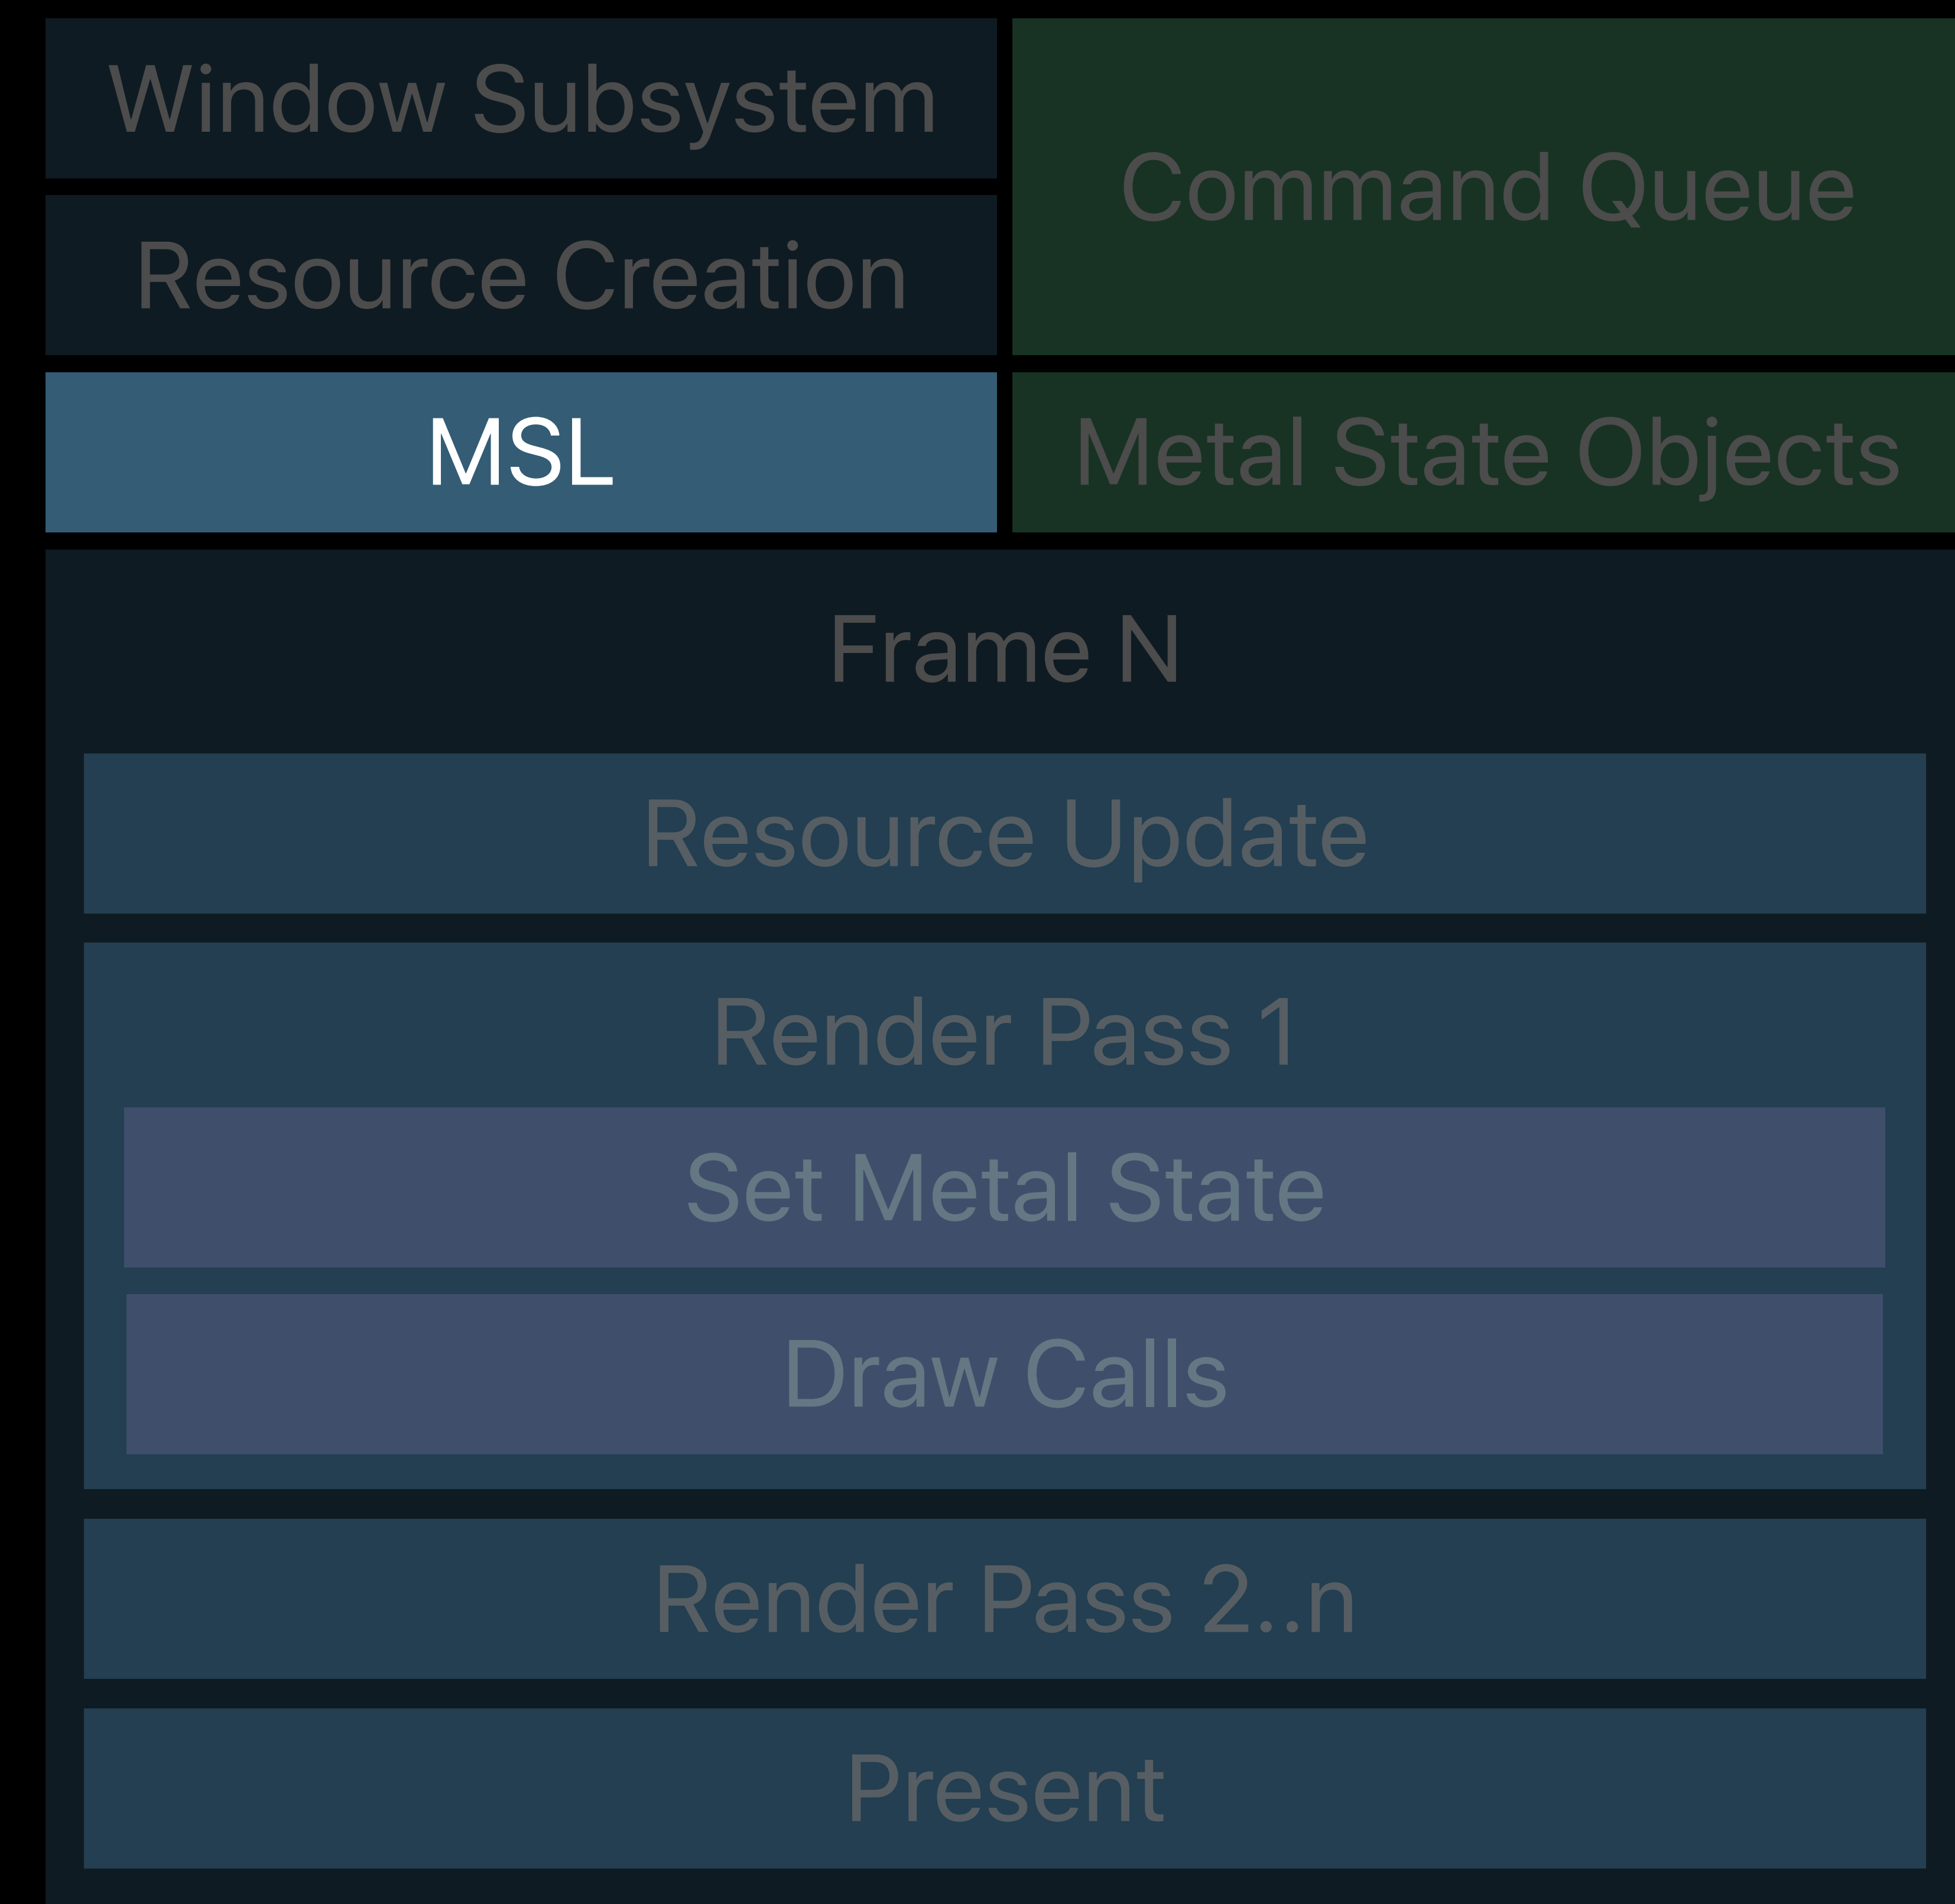 Window Subsystem
Command Queue
Resource Creation
MSL
Metal State Objects
Frame N
Resource Update
Render Pass 1
Set Metal State
Draw Calls
Render Pass 2..n
Present